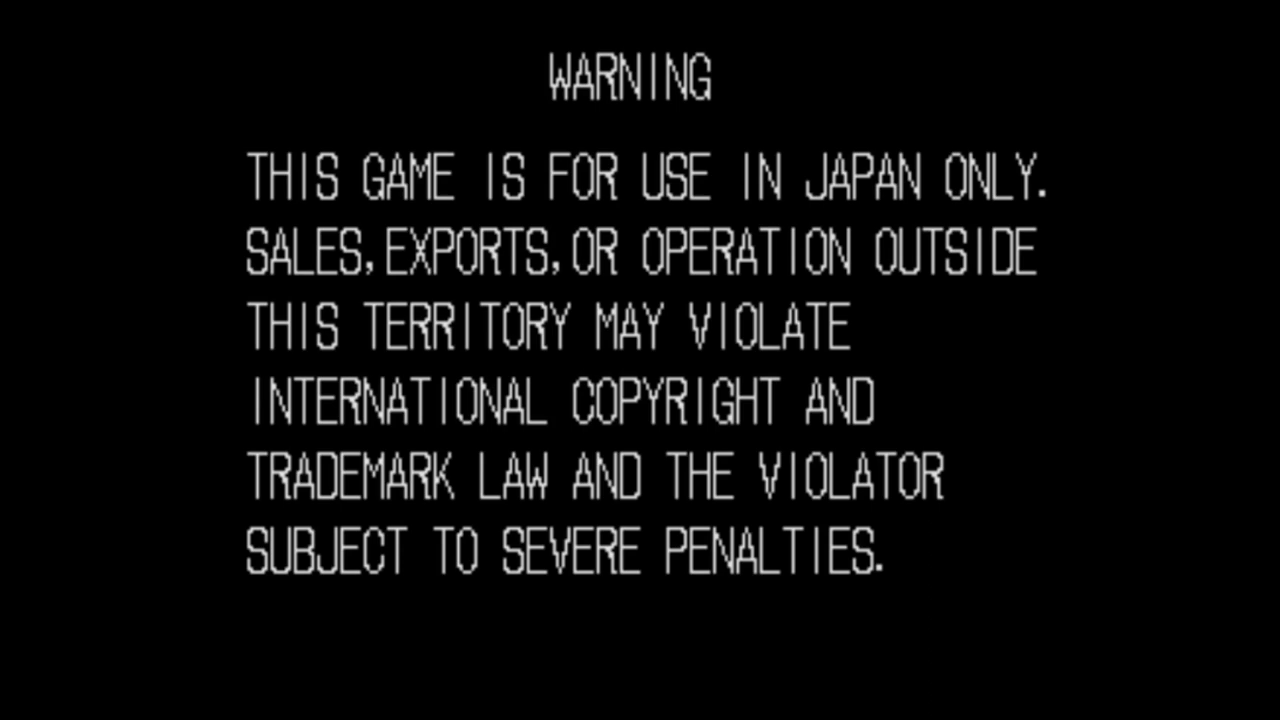 WARNING
THIS GAME IS FOR USE IN JAPAN ONLY.
SALES,EXPORTS,OR OPERATION OUTSIDE
THIS TERRITORY MAY VIOLATE
INTERNATIONAL COPYRIGHT AND
TRADEMARK LAW AND THE VIOLATOR
SUBJECT TO SEVERE PENALTIES.